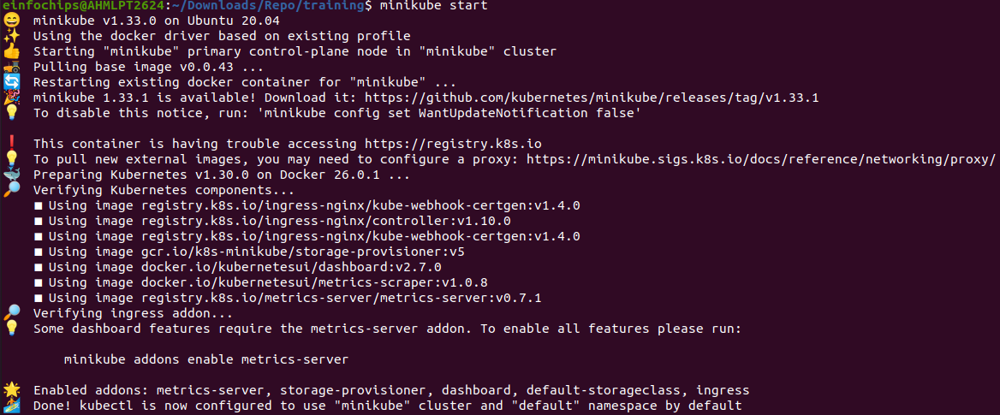 einfochips@AHMLPT2624:~/Downloads/Repo/training$ minikube start
minikube v1.33.0 on Ubuntu 20.04
Using the docker driver based on existing profile
Starting "minikube" primary control-plane node in "minikube" cluster
Pulling base image v0.0.43 ...
Restarting existing docker container for "minikube" ...
minikube 1.33.1 is available! Download it: https://github.com/kubernetes/minikube/releases/tag/v1.33.1
To disable this notice, run: 'minikube config set WantUpdateNotification false'
This container is having trouble accessing https://registry.k8s.io
To pull new external images, you may need to configure a proxy: https://minikube.sigs.k8s.io/docs/reference/networking/proxy/
Preparing Kubernetes v1.30.0 on Docker 26.0.1 ...
Verifying Kubernetes components...
Using image registry.k8s.io/ingress-nginx/kube-webhook-certgen:v1.4.0
Using image registry.k8s.io/ingress-nginx/controller:v1.10.0
Using image registry.k8s.io/ingress-nginx/kube-webhook-certgen:v1.4.0
Using image gcr.io/k8s-minikube/storage-provisioner:v5
Using image docker.io/kubernetesui/dashboard:v2.7.0
Using image docker.io/kubernetesui/metrics-scraper:v1.0.8
Using image registry.k8s.io/metrics-server/metrics-server:v0.7.1
Verifying ingress addon...
Some dashboard features require the metrics-server addon. To enable all features please run:
minikube addons enable metrics-server
Enabled addons: metrics-server, storage-provisioner, dashboard, default-storageclass, ingress
Done! kubectl is now configured to use "minikube" cluster and "default" namespace by default